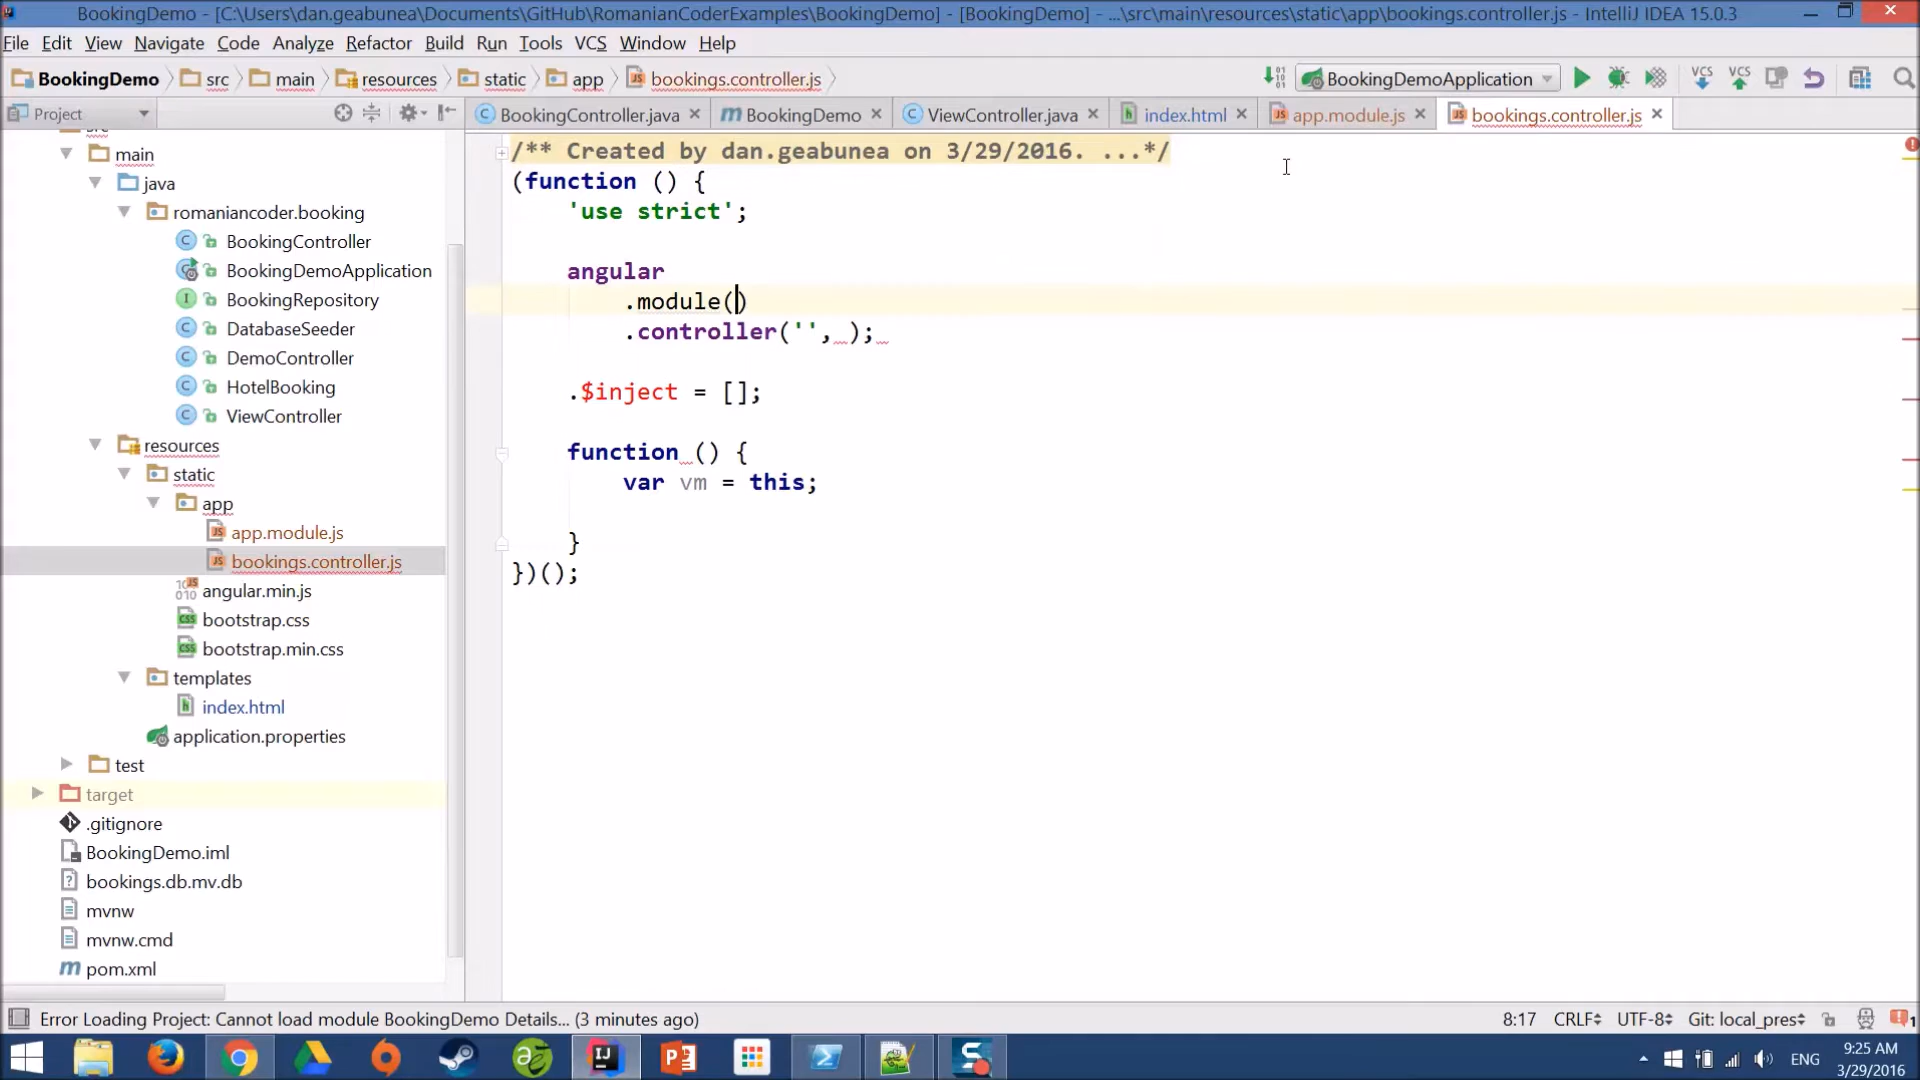 BookingDemo - [C:\Users\dan.geabunea\Documents\GitHub\RomanianCoderExamples\BookingDemo] - [BookingDemo] - ...\src\main\resources\static\app\bookings.controller.js - IntelliJ IDEA 15.0.3
File Edit View Navigate Code Analyze Refactor Build Run Tools VCS Window Help
BookingDemo src main resources static app bookings.controller.js BookingDemoApplication VCS VCS
Project BookingController.java BookingDemo ViewController.java index.html app.module.js bookings.controller.js
src
main
java
romaniancoder.booking
BookingController
BookingDemoApplication
BookingRepository
DatabaseSeeder
DemoController
HotelBooking
ViewController
resources
static
app
app.module.js
bookings.controller.js
angular.min.js
bootstrap.css
bootstrap.min.css
templates
index.html
application.properties
test
target
.gitignore
BookingDemo.iml
bookings.db.mv.db
mvnw
mvnw.cmd
pom.xml
/** Created by dan.geabunea on 3/29/2016. ...*/
(function () {
'use strict';
angular
.module()
.controller('', );
.$inject = [];
function () {
var vm = this;
}
})();
Error Loading Project: Cannot load module BookingDemo Details... (3 minutes ago) 8:17 CRLF UTF-8 Git: local_pres 1
ENG 9:25 AM
3/29/2016